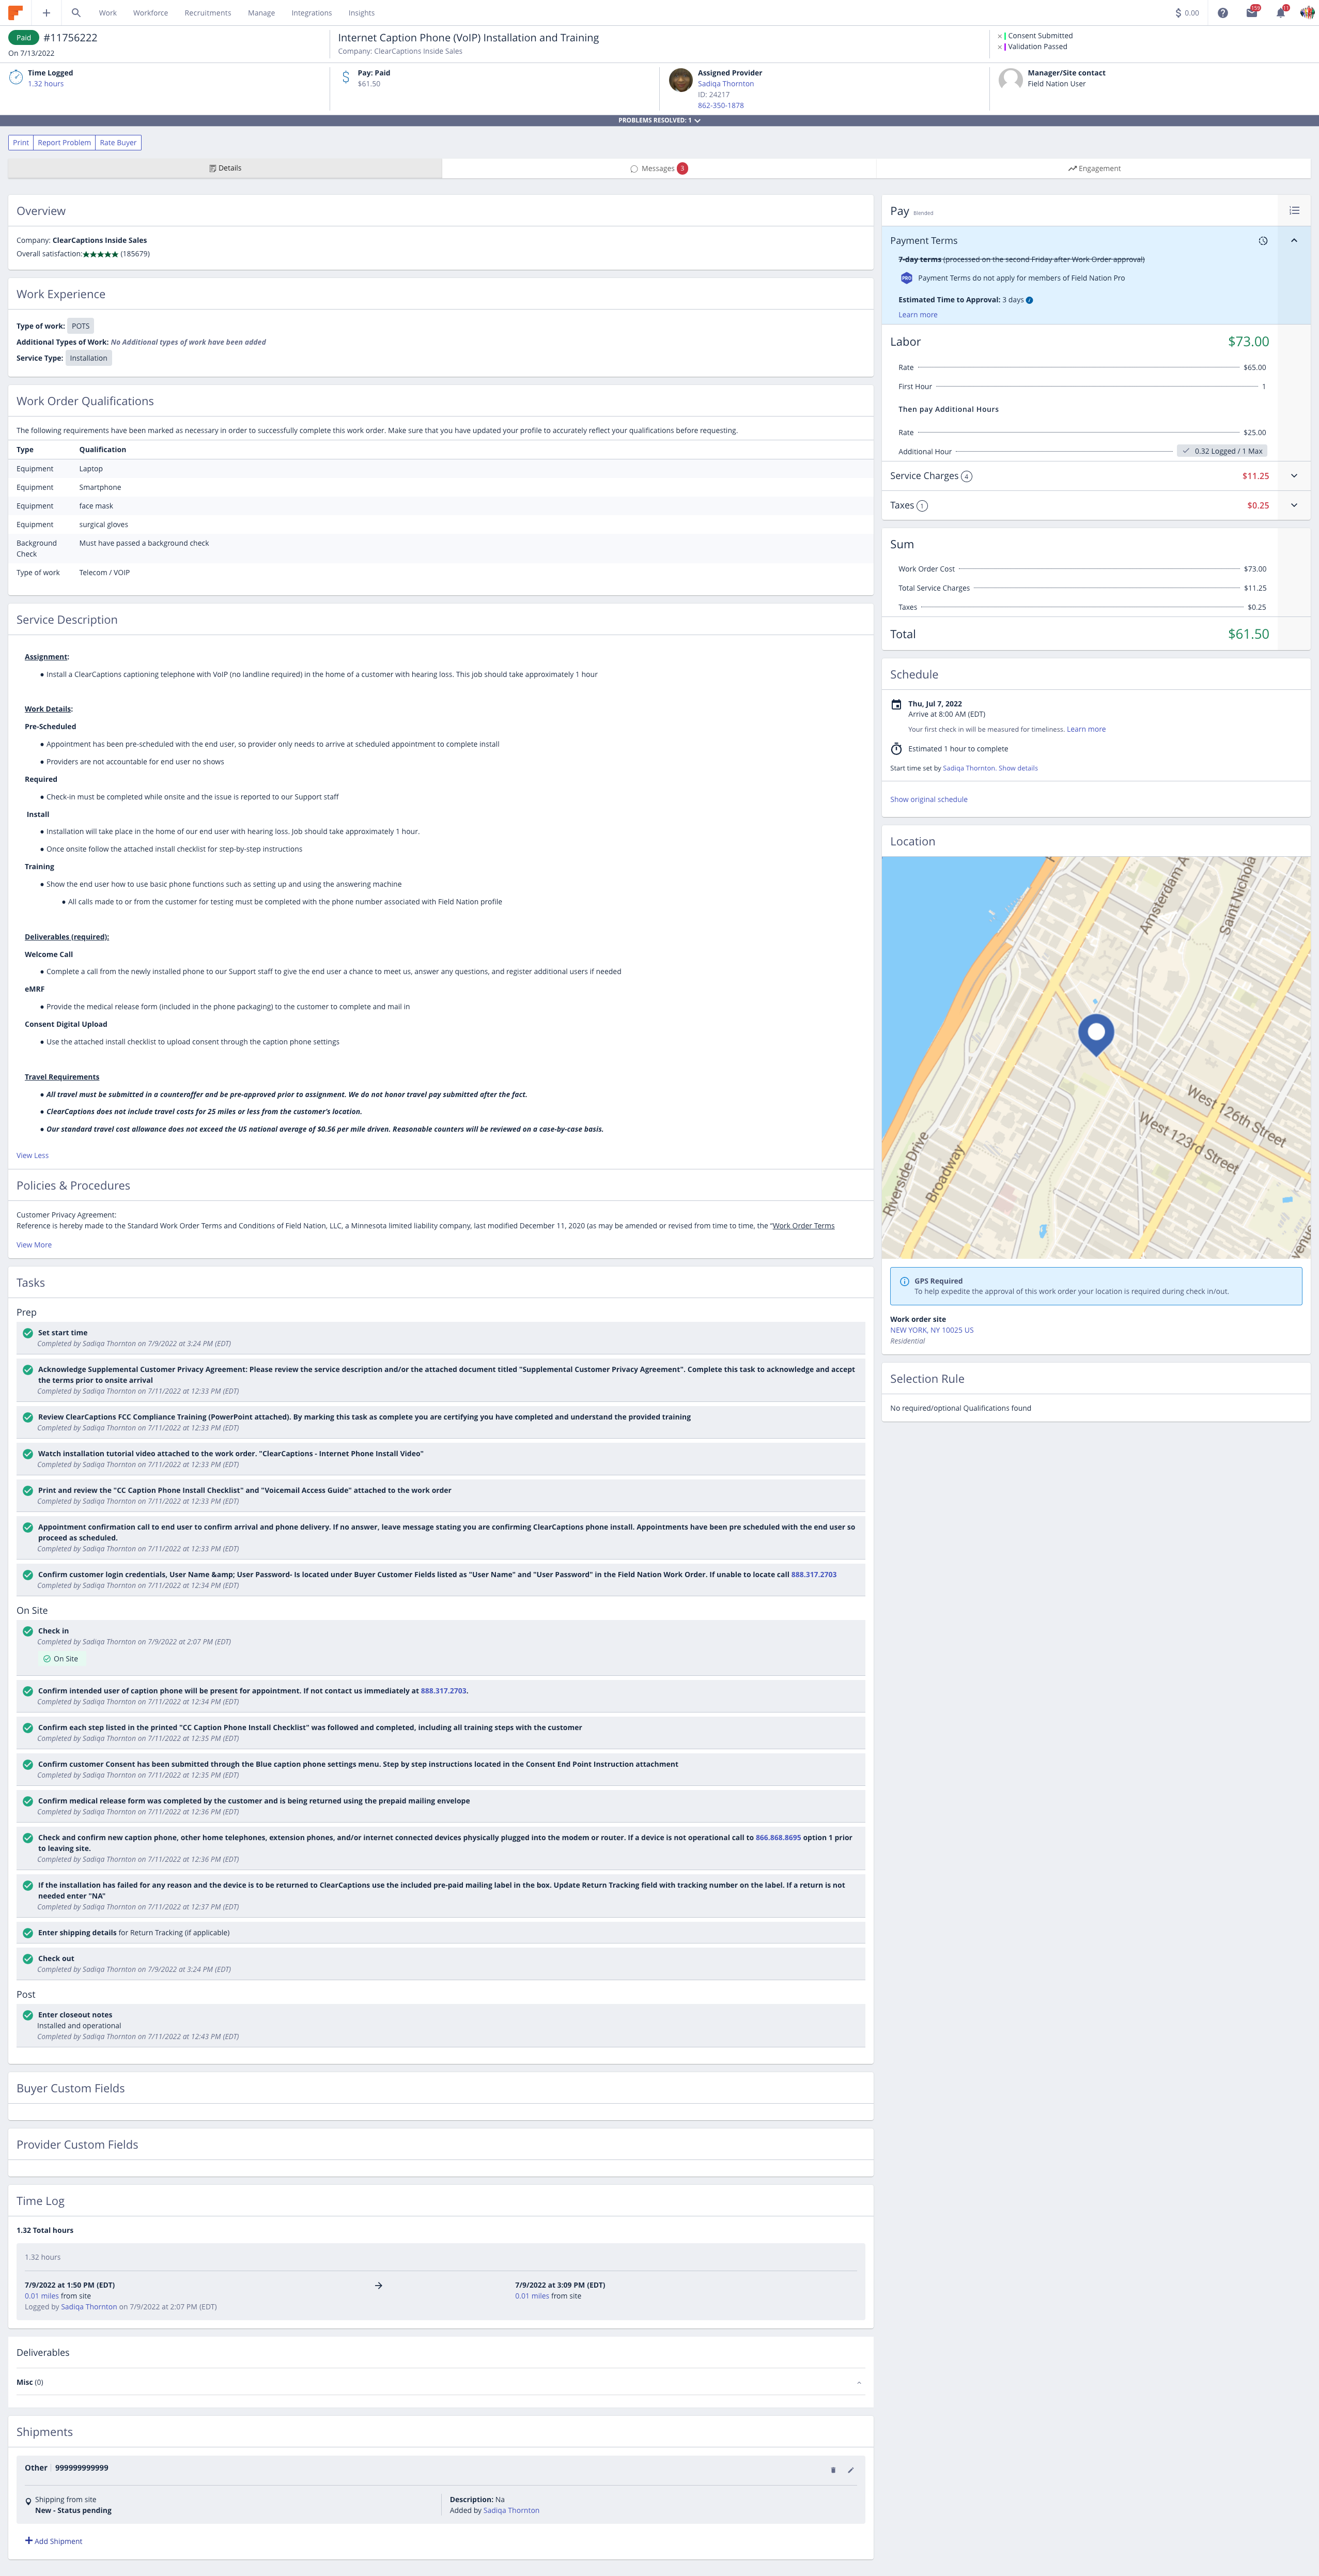 Work Workforce Recruitments Manage Integrations Insights
0.00
Paid #11756222
On 7/13/2022
Internet Caption Phone (VoIP) Installation and Training
Company: ClearCaptions Inside Sales
Consent Submitted
Validation Passed
Time Logged
1.32 hours
Pay: Paid
$61.50
Assigned Provider
Sadiqa Thornton
ID: 24217
862-350-1878
Manager/Site contact
Field Nation User
PROBLEMS RESOLVED: 1
Print Report Problem Rate Buyer
Details
Messages 3
Engagement
Overview
Company: ClearCaptions Inside Sales
Overall satisfaction:★★★★★ (185679)
Work Experience
Type of work: POTS
Additional Types of Work: No Additional types of work have been added
Service Type: Installation
Work Order Qualifications
The following requirements have been marked as necessary in order to successfully complete this work order. Make sure that you have updated your profile to accurately reflect your qualifications before requesting.
Type Qualification
Equipment Laptop
Equipment Smartphone
Equipment face mask
Equipment surgical gloves
Background Must have passed a background check
Check
Type of work Telecom / VOIP
Service Description
Assignment:
• Install a ClearCaptions captioning telephone with VoIP (no landline required) in the home of a customer with hearing loss. This job should take approximately 1 hour
Work Details:
Pre-Scheduled
• Appointment has been pre-scheduled with the end user, so provider only needs to arrive at scheduled appointment to complete install
• Providers are not accountable for end user no shows
Required
• Check-in must be completed while onsite and the issue is reported to our Support staff
Install
• Installation will take place in the home of our end user with hearing loss. Job should take approximately 1 hour.
• Once onsite follow the attached install checklist for step-by-step instructions
Training
• Show the end user how to use basic phone functions such as setting up and using the answering machine
• All calls made to or from the customer for testing must be completed with the phone number associated with Field Nation profile
Deliverables (required):
Welcome Call
• Complete a call from the newly installed phone to our Support staff to give the end user a chance to meet us, answer any questions, and register additional users if needed
eMRF
• Provide the medical release form (included in the phone packaging) to the customer to complete and mail in
Consent Digital Upload
• Use the attached install checklist to upload consent through the caption phone settings
Travel Requirements
• All travel must be submitted in a counteroffer and be pre-approved prior to assignment. We do not honor travel pay submitted after the fact.
• ClearCaptions does not include travel costs for 25 miles or less from the customer's location.
• Our standard travel cost allowance does not exceed the US national average of $0.56 per mile driven. Reasonable counters will be reviewed on a case-by-case basis.
View Less
Policies & Procedures
Customer Privacy Agreement:
Reference is hereby made to the Standard Work Order Terms and Conditions of Field Nation, LLC, a Minnesota limited liability company, last modified December 11, 2020 (as may be amended or revised from time to time, the "Work Order Terms
View More
Tasks
Prep
Set start time
Completed by Sadiqa Thornton on 7/9/2022 at 3:24 PM (EDT)
Acknowledge Supplemental Customer Privacy Agreement: Please review the service description and/or the attached document titled "Supplemental Customer Privacy Agreement". Complete this task to acknowledge and accept
the terms prior to onsite arrival
Completed by Sadiqa Thornton on 7/11/2022 at 12:33 PM (EDT)
Review ClearCaptions FCC Compliance Training (PowerPoint attached). By marking this task as complete you are certifying you have completed and understand the provided training
Completed by Sadiqa Thornton on 7/11/2022 at 12:33 PM (EDT)
Watch installation tutorial video attached to the work order. "ClearCaptions - Internet Phone Install Video"
Completed by Sadiqa Thornton on 7/11/2022 at 12:33 PM (EDT)
Print and review the "CC Caption Phone Install Checklist" and "Voicemail Access Guide" attached to the work order
Completed by Sadiqa Thornton on 7/11/2022 at 12:33 PM (EDT)
Appointment confirmation call to end user to confirm arrival and phone delivery. If no answer, leave message stating you are confirming ClearCaptions phone install. Appointments have been pre scheduled with the end user so
proceed as scheduled.
Completed by Sadiqa Thornton on 7/11/2022 at 12:33 PM (EDT)
Confirm customer login credentials, User Name &amp; User Password- Is located under Buyer Customer Fields listed as "User Name" and "User Password" in the Field Nation Work Order. If unable to locate call 888.317.2703
Completed by Sadiqa Thornton on 7/11/2022 at 12:34 PM (EDT)
On Site
Check in
Completed by Sadiqa Thornton on 7/9/2022 at 2:07 PM (EDT)
On Site
Confirm intended user of caption phone will be present for appointment. If not contact us immediately at 888.317.2703.
Completed by Sadiqa Thornton on 7/11/2022 at 12:34 PM (EDT)
Confirm each step listed in the printed "CC Caption Phone Install Checklist" was followed and completed, including all training steps with the customer
Completed by Sadiqa Thornton on 7/11/2022 at 12:35 PM (EDT)
Confirm customer Consent has been submitted through the Blue caption phone settings menu. Step by step instructions located in the Consent End Point Instruction attachment
Completed by Sadiqa Thornton on 7/11/2022 at 12:35 PM (EDT)
Confirm medical release form was completed by the customer and is being returned using the prepaid mailing envelope
Completed by Sadiqa Thornton on 7/11/2022 at 12:36 PM (EDT)
Check and confirm new caption phone, other home telephones, extension phones, and/or internet connected devices physically plugged into the modem or router. If a device is not operational call to 866.868.8695 option 1 prior
to leaving site.
Completed by Sadiqa Thornton on 7/11/2022 at 12:36 PM (EDT)
If the installation has failed for any reason and the device is to be returned to ClearCaptions use the included pre-paid mailing label in the box. Update Return Tracking field with tracking number on the label. If a return is not
needed enter "NA"
Completed by Sadiqa Thornton on 7/11/2022 at 12:37 PM (EDT)
Enter shipping details for Return Tracking (if applicable)
Check out
Completed by Sadiqa Thornton on 7/9/2022 at 3:24 PM (EDT)
Post
Enter closeout notes
Installed and operational
Completed by Sadiqa Thornton on 7/11/2022 at 12:43 PM (EDT)
Buyer Custom Fields
Provider Custom Fields
Time Log
1.32 Total hours
1.32 hours
7/9/2022 at 1:50 PM (EDT)
0.01 miles from site
Logged by Sadiqa Thornton on 7/9/2022 at 2:07 PM (EDT)
7/9/2022 at 3:09 PM (EDT)
0.01 miles from site
Deliverables
Misc (0)
Shipments
Other 999999999999
Shipping from site
New - Status pending
Description: Na
Added by Sadiqa Thornton
Add Shipment
Pay Blended
Payment Terms
7-day terms (processed on the second Friday after Work Order approval)
PRO Payment Terms do not apply for members of Field Nation Pro
Estimated Time to Approval: 3 days
Learn more
Labor $73.00
Rate $65.00
First Hour 1
Then pay Additional Hours
Rate $25.00
Additional Hour 0.32 Logged / 1 Max
Service Charges 4 $11.25
Taxes 1 $0.25
Sum
Work Order Cost $73.00
Total Service Charges $11.25
Taxes $0.25
Total $61.50
Schedule
Thu, Jul 7, 2022
Arrive at 8:00 AM (EDT)
Your first check in will be measured for timeliness. Learn more
Estimated 1 hour to complete
Start time set by Sadiqa Thornton. Show details
Show original schedule
Location
Amsterdam A
Saint Nichola
West 126th Street
West 123rd Street
Riverside Drive
Broadway
venue
GPS Required
To help expedite the approval of this work order your location is required during check in/out.
Work order site
NEW YORK, NY 10025 US
Residential
Selection Rule
No required/optional Qualifications found